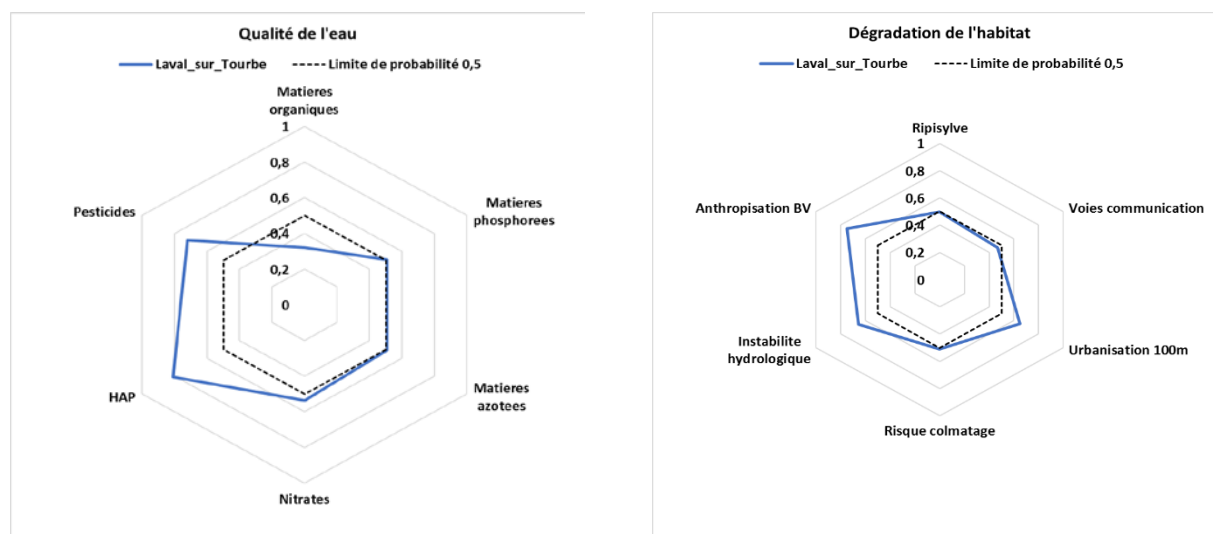 Qualité de l'eau
Laval_sur_Tourbe
Limite de probabilité 0,5
Matieres
organiques
1
0,8
0,6
0,4
0,2
0
Pesticides
Matieres
phosphorees
HAP
Matieres
azotees
Nitrates
Dégradation de l'habitat
Laval_sur_Tourbe
Limite de probabilité 0,5
Ripisylve
1
0,8
0,6
0,4
0,2
0
Anthropisation BV
Voies communication
Instabilite
hydrologique
Urbanisation 100m
Risque colmatage